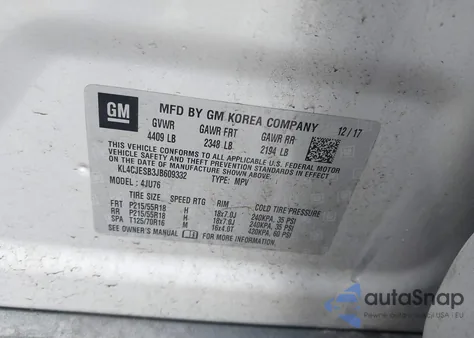 GM
MFD BY GM KOREA COMPANY 12/17
GVWR GAWR FRT GAWR RR
4409 LB 2348 LB 2194 LB
THIS VEHICLE CONFORMS TO ALL APPLICABLE U.S. FEDERAL MOTOR
VEHICLE SAFETY, BUMPER, AND THEFT PREVENTION STANDARDS
IN EFFECT ON THE DATE OF MANUFACTURE SHOWN ABOVE.
KL4CJESB3JB609332 TYPE: MPV
MODEL: 4JU76
TIRE SIZE SPEED RTG RIM COLD TIRE PRESSURE
FRT P215/55R18 H 18x7.0J 240KPA, 35 PSI
RR P215/55R18 H 18x7.0J 240KPA, 35 PSI
SPA T125/70R16 M 16x4.0T 420KPA, 60 PSI
SEE OWNER'S MANUAL FOR MORE INFORMATION
autoSnap
Powered by